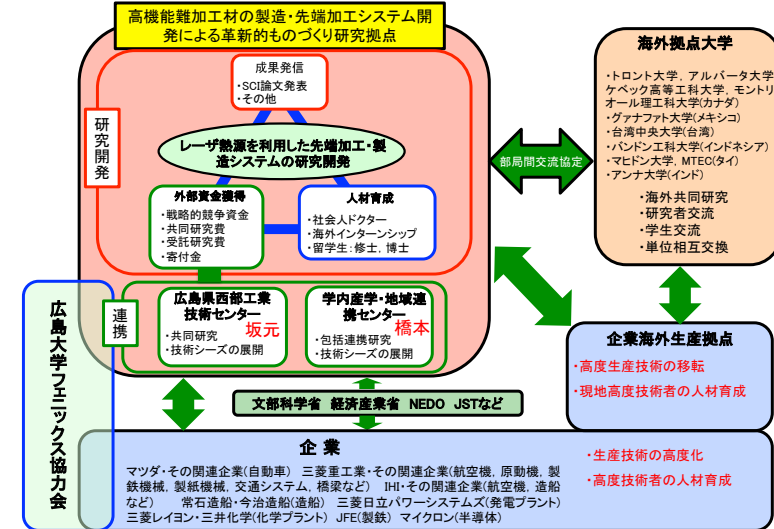 高機能難加工材の製造・先端加工システム開
発による革新的ものづくり研究拠点
研究開発
成果発信
・SCI論文発表
・その他
レーザ熱源を利用した先端加工・製
造システムの研究開発
外部資金獲得
・戦略的競争資金
・共同研究費
・受託研究費
・寄付金
人材育成
・社会人ドクター
・海外インターンシップ
・留学生：修士，博士
連携
広島県西部工業
技術センター
坂元
・共同研究
・技術シーズの展開
学内産学・地域連
携センター
橋本
・包括連携研究
・技術シーズの展開
部局間交流協定
海外拠点大学
・トロント大学，アルバータ大学
ケベック高等工科大学，モントリ
オール理工科大学(カナダ)
・グァナファト大学(メキシコ)
・台湾中央大学(台湾)
・バンドン工科大学(インドネシア)
・マヒドン大学，MTEC(タイ)
・アンナ大学(インド)
・海外共同研究
・研究者交流
・学生交流
・単位相互交換
企業海外生産拠点
・高度生産技術の移転
・現地高度技術者の人材育成
広島大学フェニックス協力会
文部科学省 経済産業省 NEDO JSTなど
企 業
マツダ・その関連企業(自動車) 三菱重工業・その関連企業(航空機，原動機，製
鉄機械，製紙機械，交通システム，橋梁など) IHI・その関連企業(航空機，造船
など) 常石造船・今治造船(造船) 三菱日立パワーシステムズ(発電プラント)
三菱レイヨン・三井化学(化学プラント) JFE(製鉄) マイクロン(半導体)
・生産技術の高度化
・高度技術者の人材育成